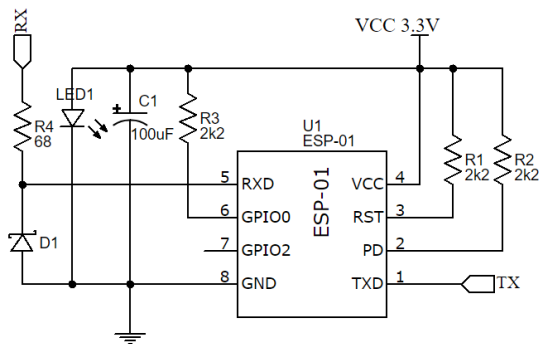 RX
VCC 3.3V
LED1
C1
100uF
R3
2k2
R4
68
U1
ESP-01
R1
2k2
R2
2k2
ESP-01
5 RXD
VCC 4
6 GPIO0
RST 3
7 GPIO2
PD 2
8 GND
TXD 1
D1
TX